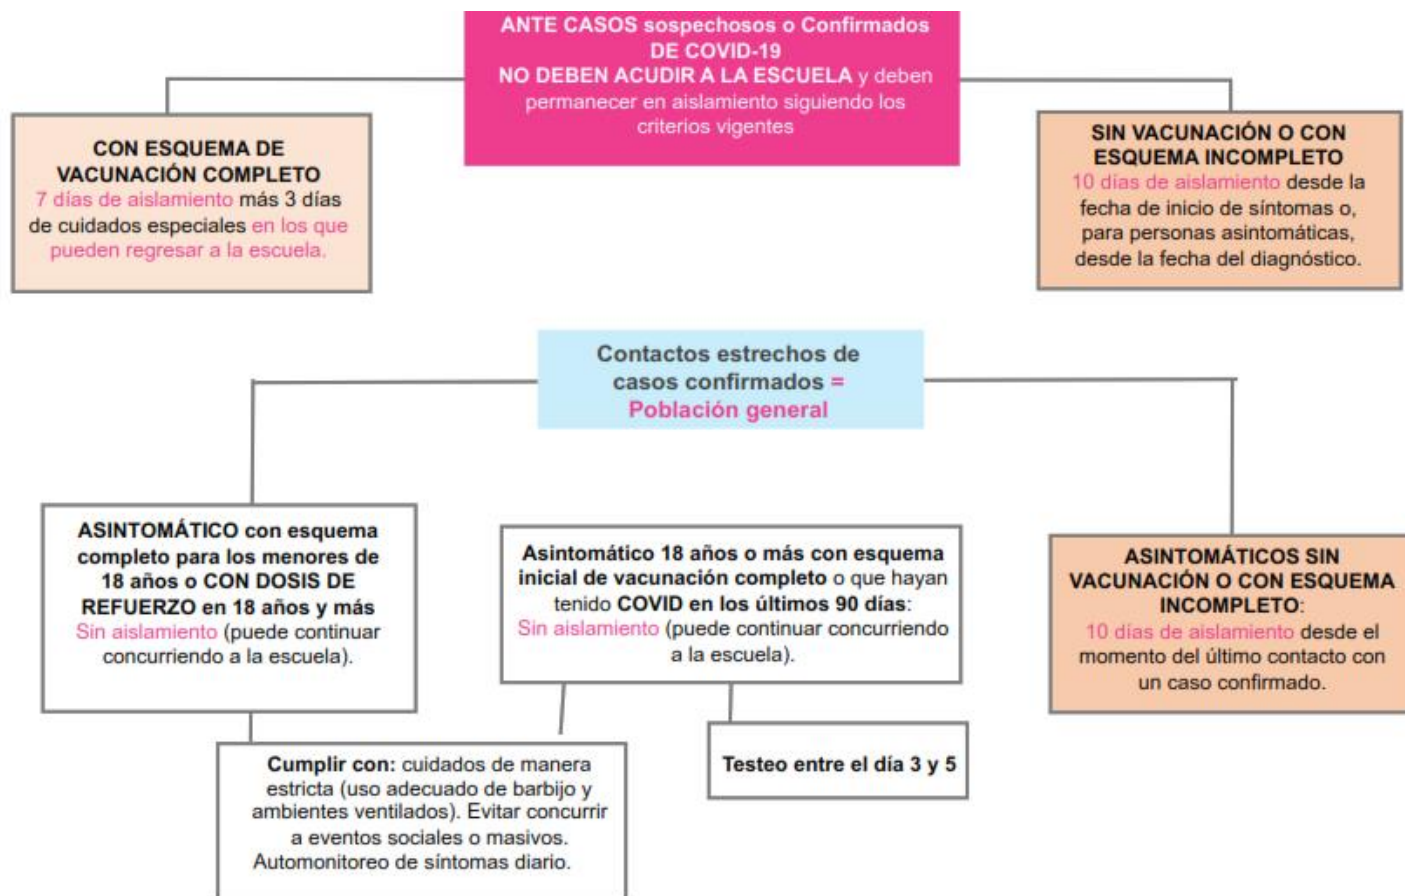 ANTE CASOS sospechosos o Confirmados
DE COVID-19
NO DEBEN ACUDIR A LA ESCUELA y deben
permanecer en aislamiento siguiendo los
criterios vigentes
CON ESQUEMA DE
VACUNACIÓN COMPLETO
7 días de aislamiento más 3 días
de cuidados especiales en los que
pueden regresar a la escuela.
SIN VACUNACIÓN O CON
ESQUEMA INCOMPLETO
10 días de aislamiento desde la
fecha de inicio de síntomas o,
para personas asintomáticas,
desde la fecha del diagnóstico.
Contactos estrechos de
casos confirmados =
Población general
ASINTOMÁTICO con esquema
completo para los menores de
18 años o CON DOSIS DE
REFUERZO en 18 años y más
Sin aislamiento (puede continuar
concurriendo a la escuela).
Asintomático 18 años o más con esquema
inicial de vacunación completo o que hayan
tenido COVID en los últimos 90 días:
Sin aislamiento (puede continuar concurriendo
a la escuela).
ASINTOMÁTICOS SIN
VACUNACIÓN O CON ESQUEMA
INCOMPLETO:
10 días de aislamiento desde el
momento del último contacto con
un caso confirmado.
Cumplir con: cuidados de manera
estricta (uso adecuado de barbijo y
ambientes ventilados). Evitar concurrir
a eventos sociales o masivos.
Automonitoreo de síntomas diario.
Testeo entre el día 3 y 5